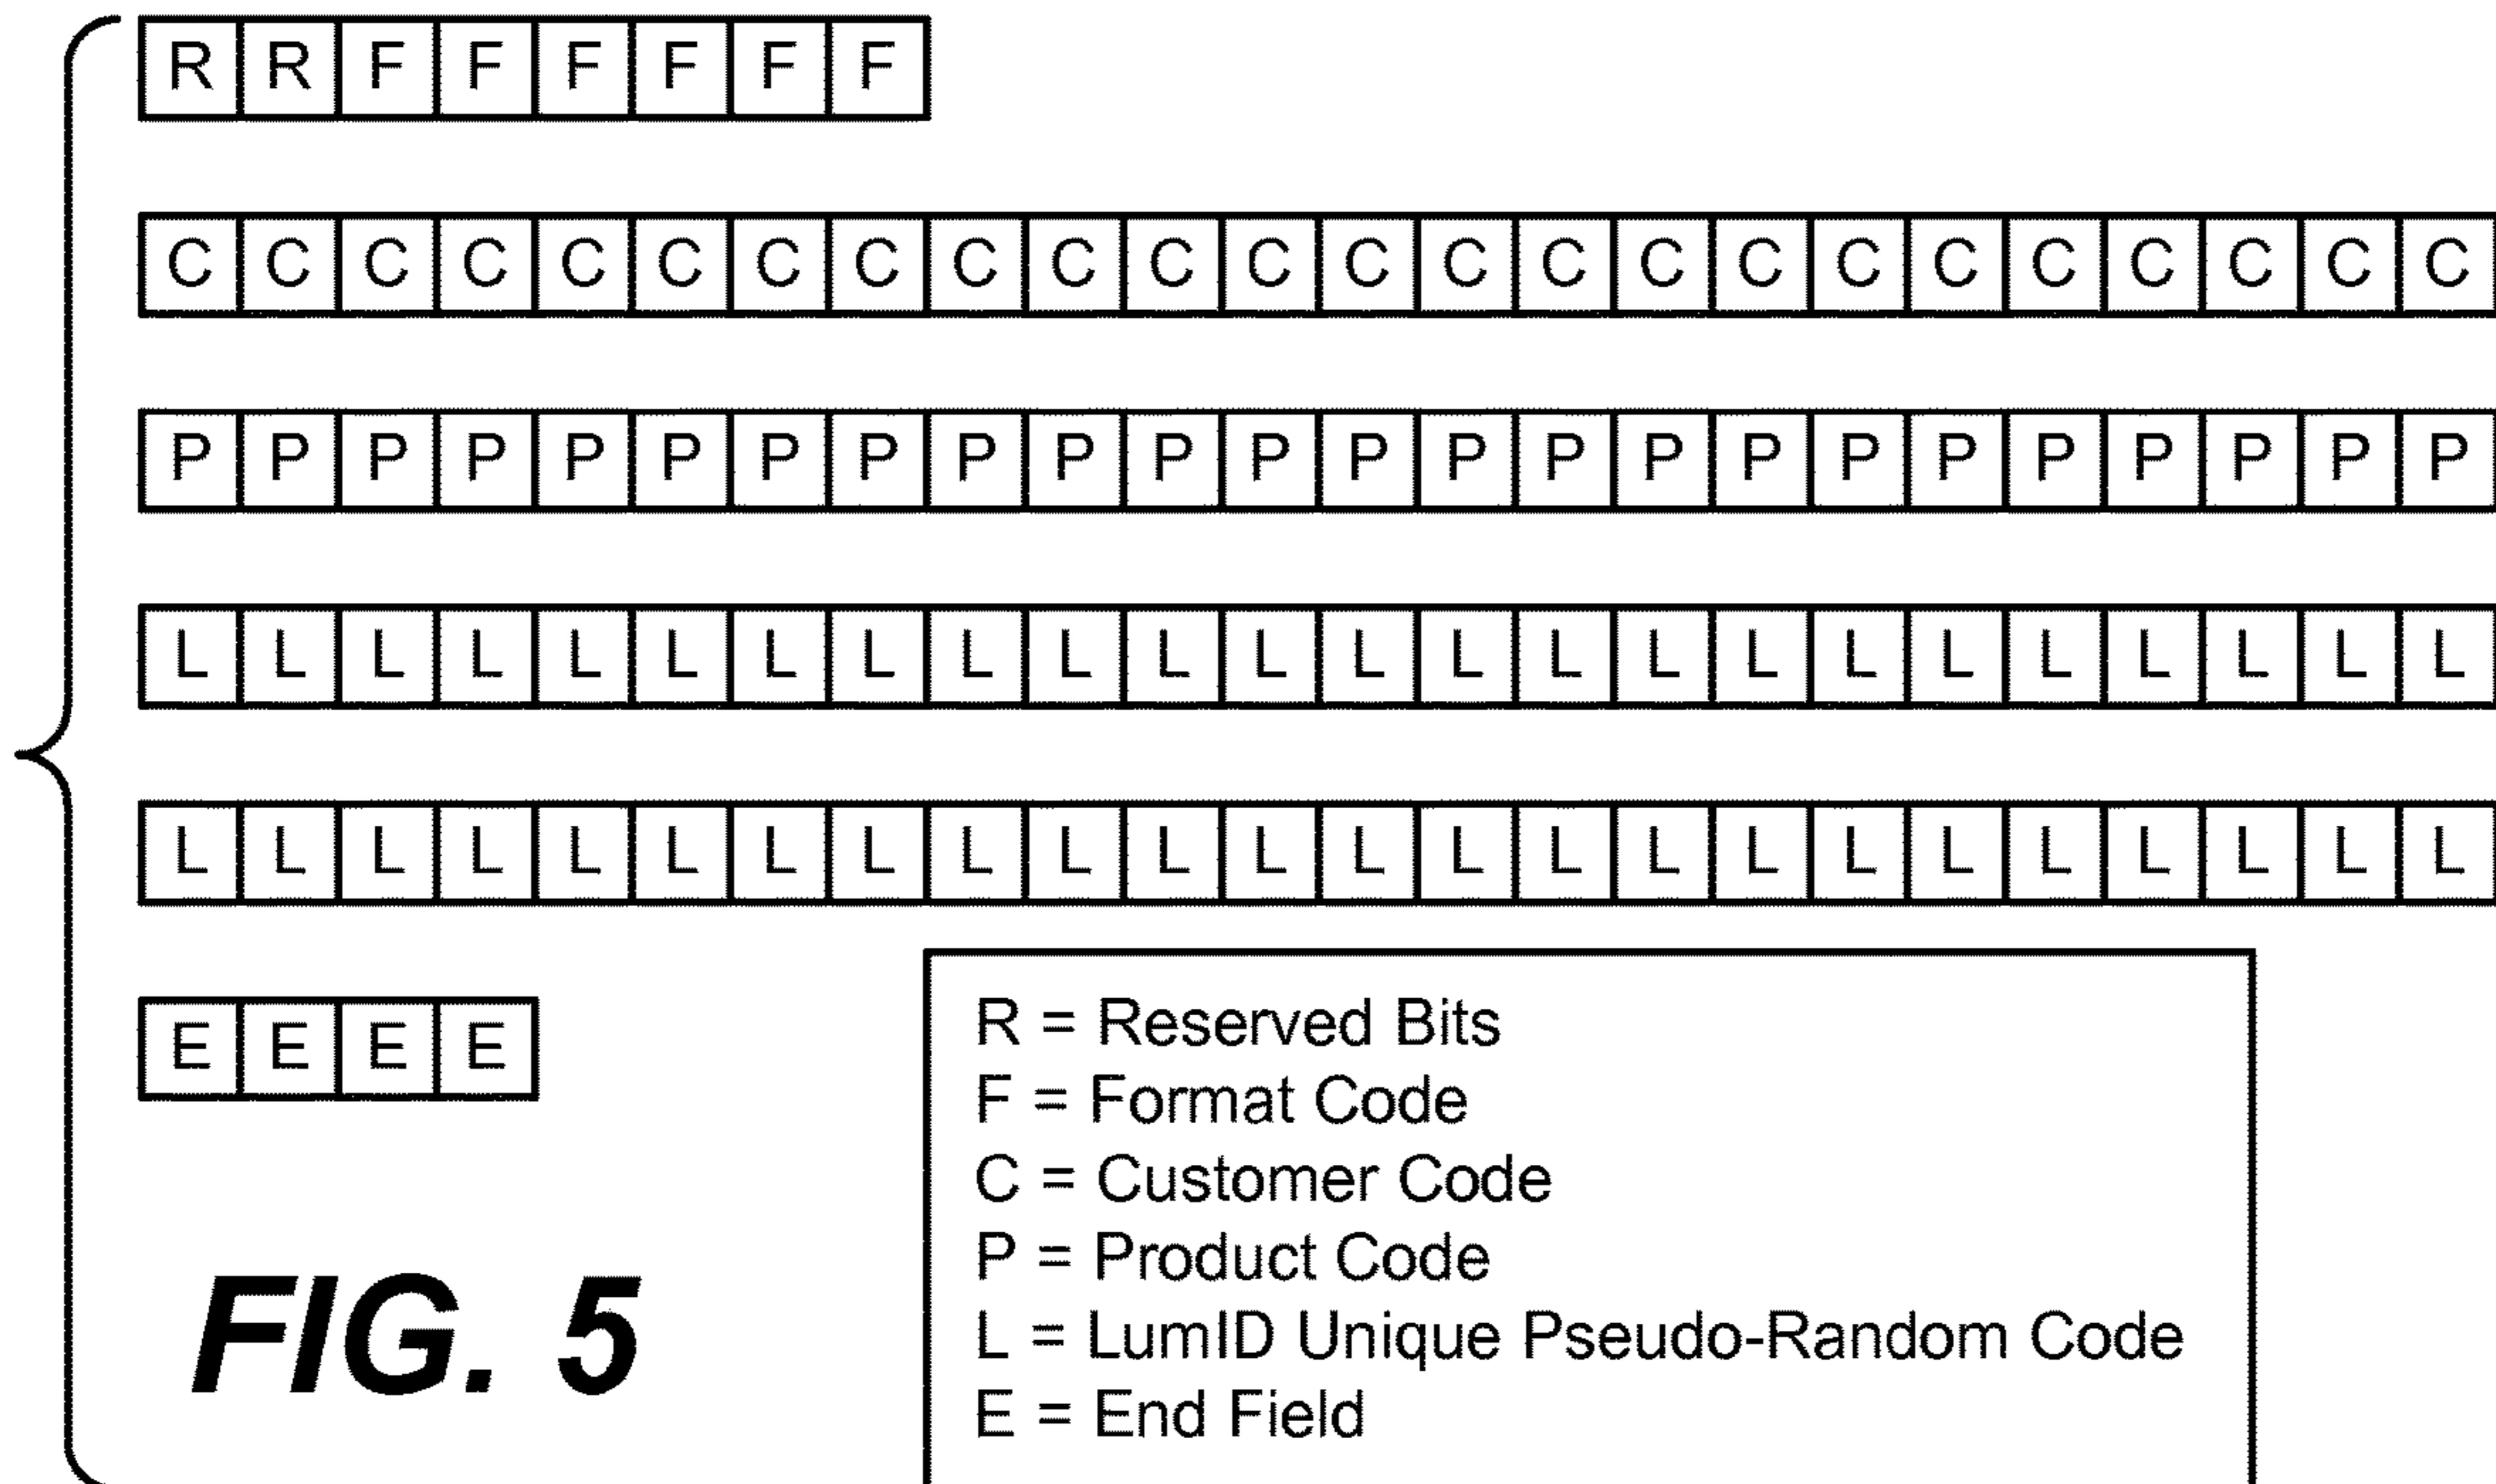 R R F F F F F F
C C C C C C C C C C C C C C C C C C C C C C C C
P P P P P P P P P P P P P P P P P P P P P P P P
L L L L L L L L L L L L L L L L L L L L L L L L
L L L L L L L L L L L L L L L L L L L L L L L L
E E E E
R = Reserved Bits
F = Format Code
C = Customer Code
P = Product Code
L = LumID Unique Pseudo-Random Code
E = End Field
FIG. 5